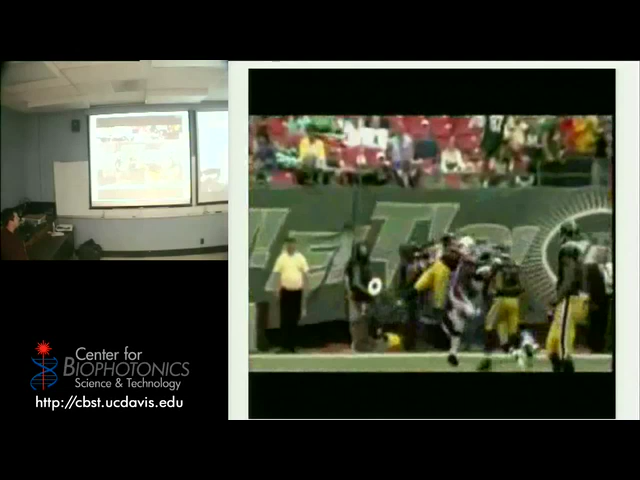 Center for
BIOPHOTONICS
Science & Technology
http://cbst.ucdavis.edu